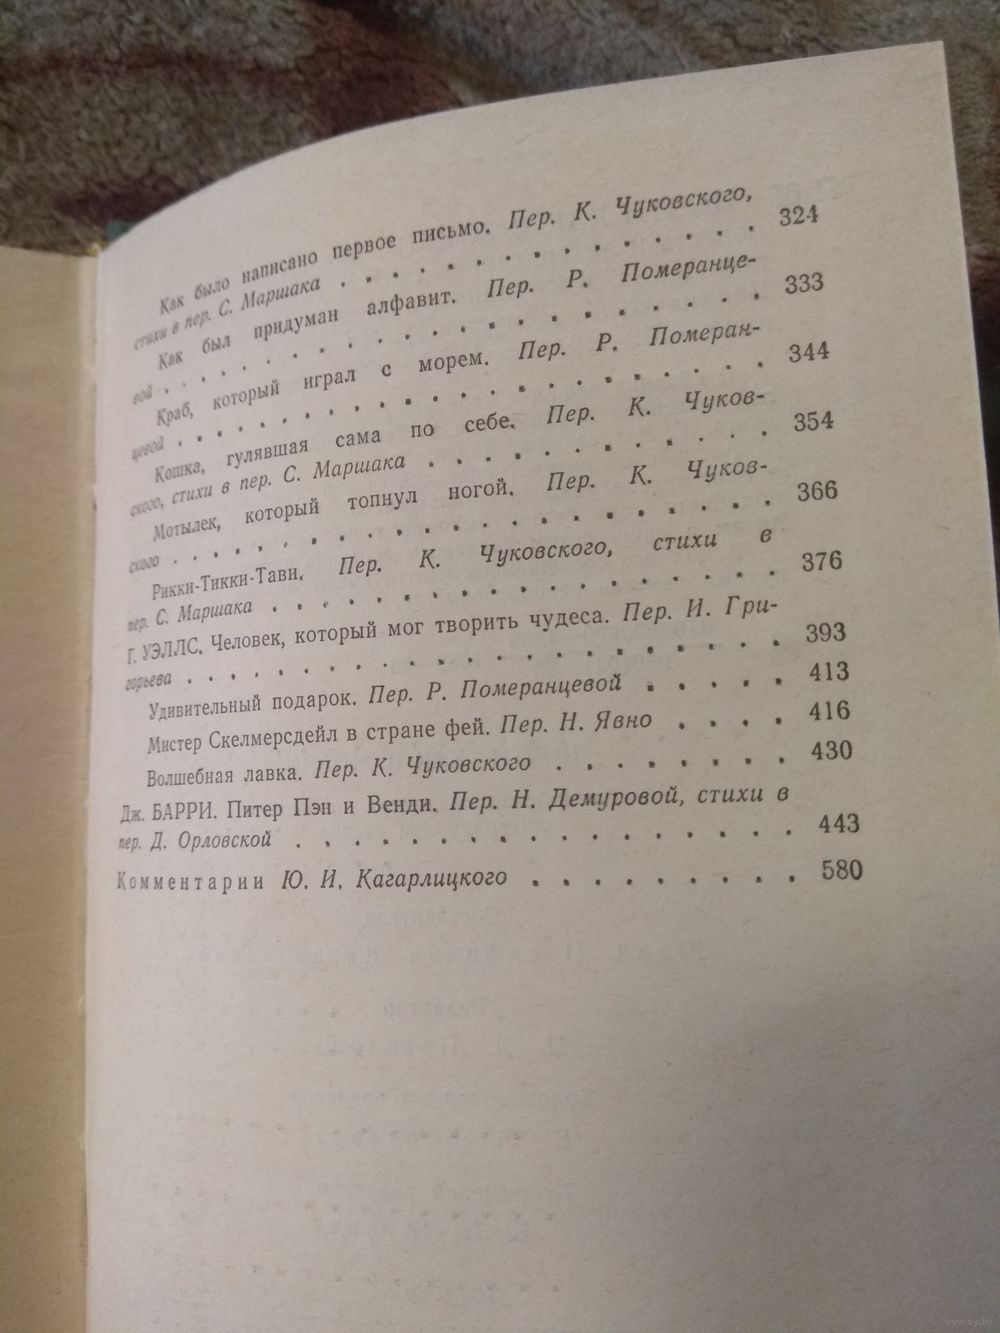 Как было написано первое письмо. Пер. К. Чуковского,
стихи в пер. С. Маршака . . . . . . . . . . . . . . . . 324
Как был придуман алфавит. Пер. Р. Померанце-
вой . . . . . . . . . . . . . . . . . . . . . . 333
Краб, который играл с морем. Пер. Р. Померан-
цевой . . . . . . . . . . . . . . . . . . . . . 344
Кошка, гулявшая сама по себе. Пер. К. Чуков-
ского, стихи в пер. С. Маршака . . . . . . . . . . . . 354
Мотылек, который топнул ногой. Пер. К. Чуков-
ского . . . . . . . . . . . . . . . . . . . . . 366
Рикки-Тикки-Тави. Пер. К. Чуковского, стихи в
пер. С. Маршака . . . . . . . . . . . . . . . . . . 376
Г. УЭЛЛС. Человек, который мог творить чудеса. Пер. И. Гри-
горьева . . . . . . . . . . . . . . . . . . . . . 393
Удивительный подарок. Пер. Р. Померанцевой . . . . . 413
Мистер Скелмерсдейл в стране фей. Пер. Н. Явно . . . . 416
Волшебная лавка. Пер. К. Чуковского . . . . . . . . 430
Дж. БАРРИ. Питер Пэн и Венди. Пер. Н. Демуровой, стихи в
пер. Д. Орловской . . . . . . . . . . . . . . . . . 443
Комментарии Ю. И. Кагарлицкого . . . . . . . . . 580
www.ay.by